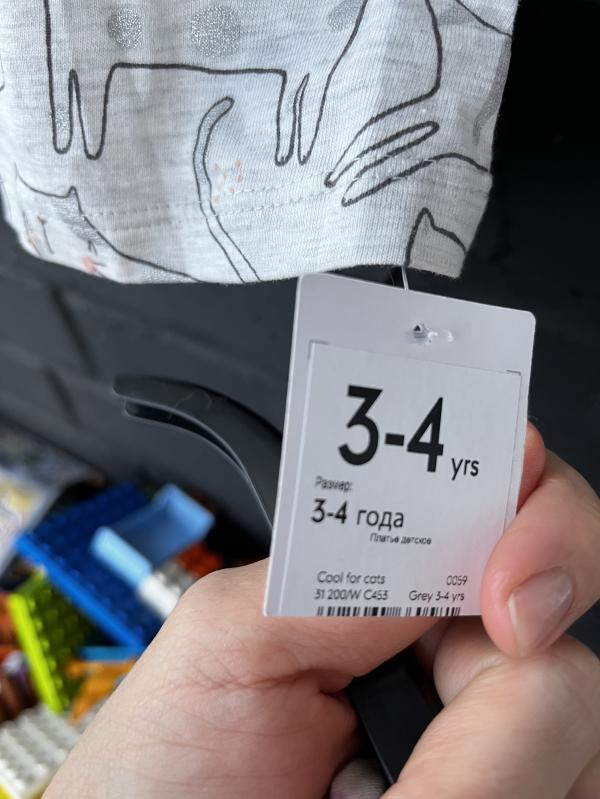 3-4 yrs
Размер:
3-4 года
Платье детское
Cool for cats 0059
31 200/W C453 Grey 3-4 yrs